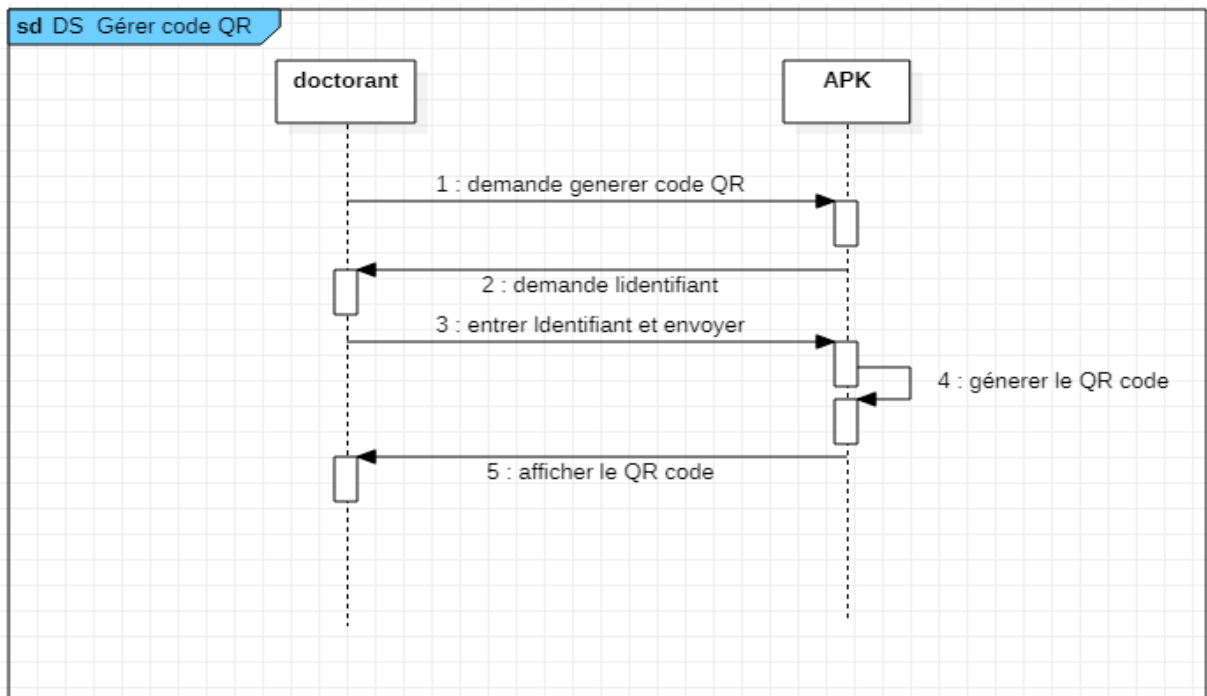 sd DS Gérer code QR
doctorant
APK
1 : demande genérer code QR
2 : demande lidentifiant
3 : entrer Identifiant et envoyer
4 : génerer le QR code
5 : afficher le QR code